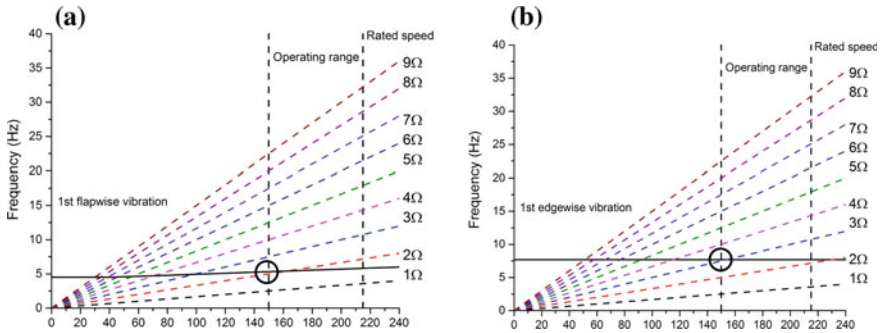 (a)
Frequency (Hz)
40
35
30
25
20
15
10
5
0
0 20 40 60 80 100 120 140 160 180 200 220 240
Operating range
Rated speed
1st flapwise vibration
9Ω
8Ω
7Ω
6Ω
5Ω
4Ω
3Ω
2Ω
1Ω
(b)
Frequency (Hz)
40
35
30
25
20
15
10
5
0
0 20 40 60 80 100 120 140 160 180 200 220 240
Operating range
Rated speed
1st edgewise vibration
9Ω
8Ω
7Ω
6Ω
5Ω
4Ω
3Ω
2Ω
1Ω